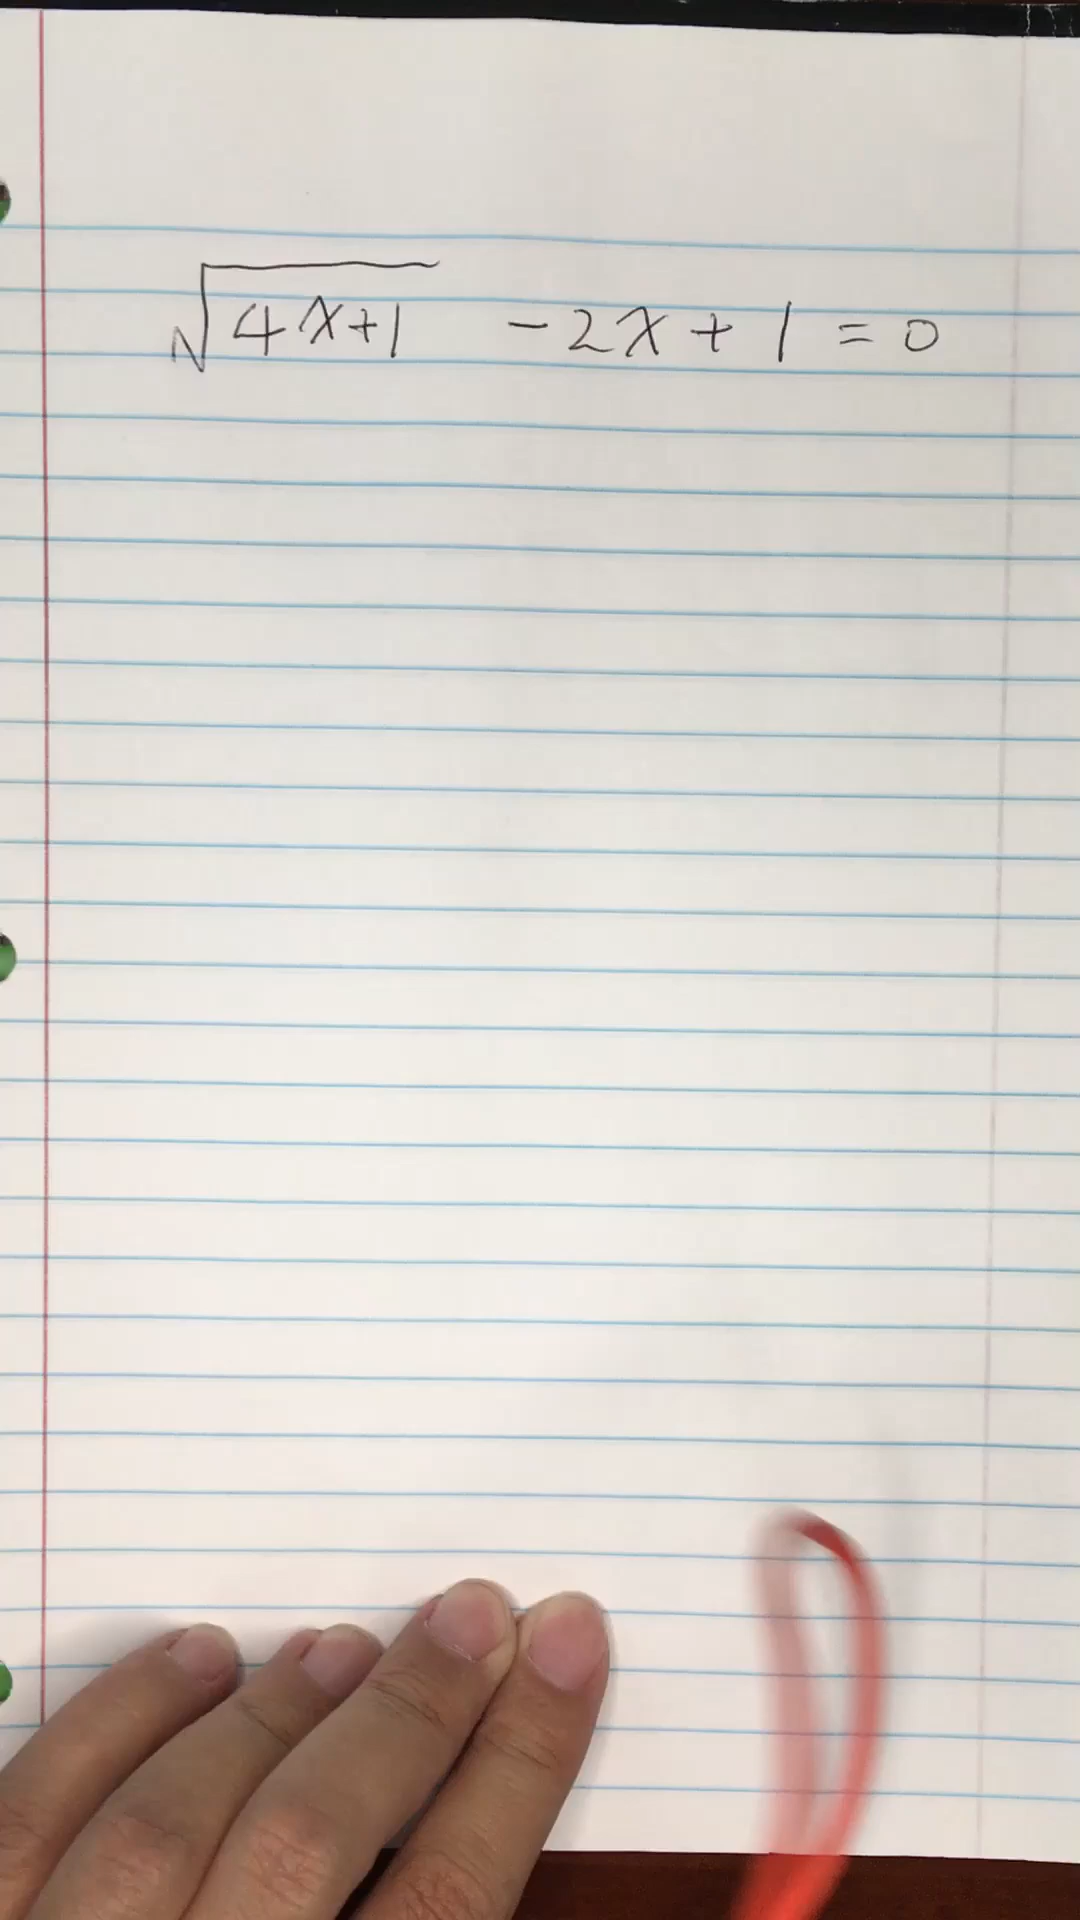 √(4x+1) - 2x + 1 = 0